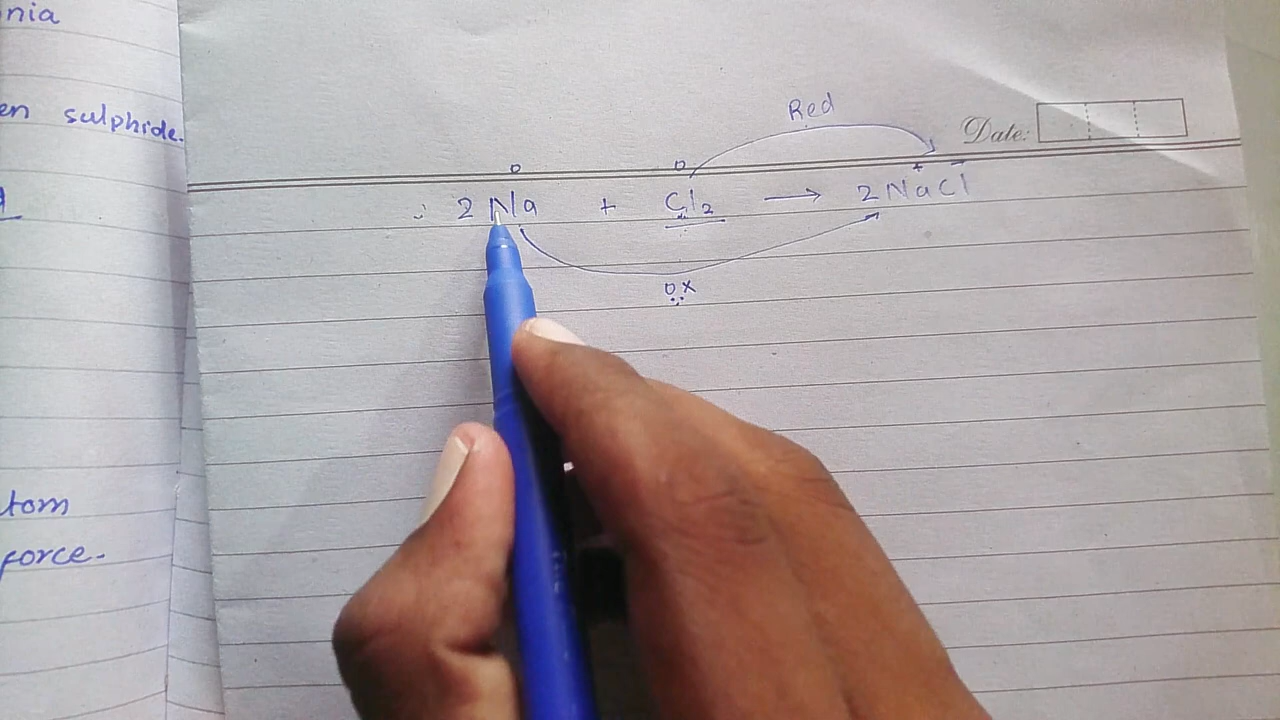 nia
en sulphide.
tom
force.
Red
Date:
o o + -
2 Na + Cl2 → 2 NaCl
ox